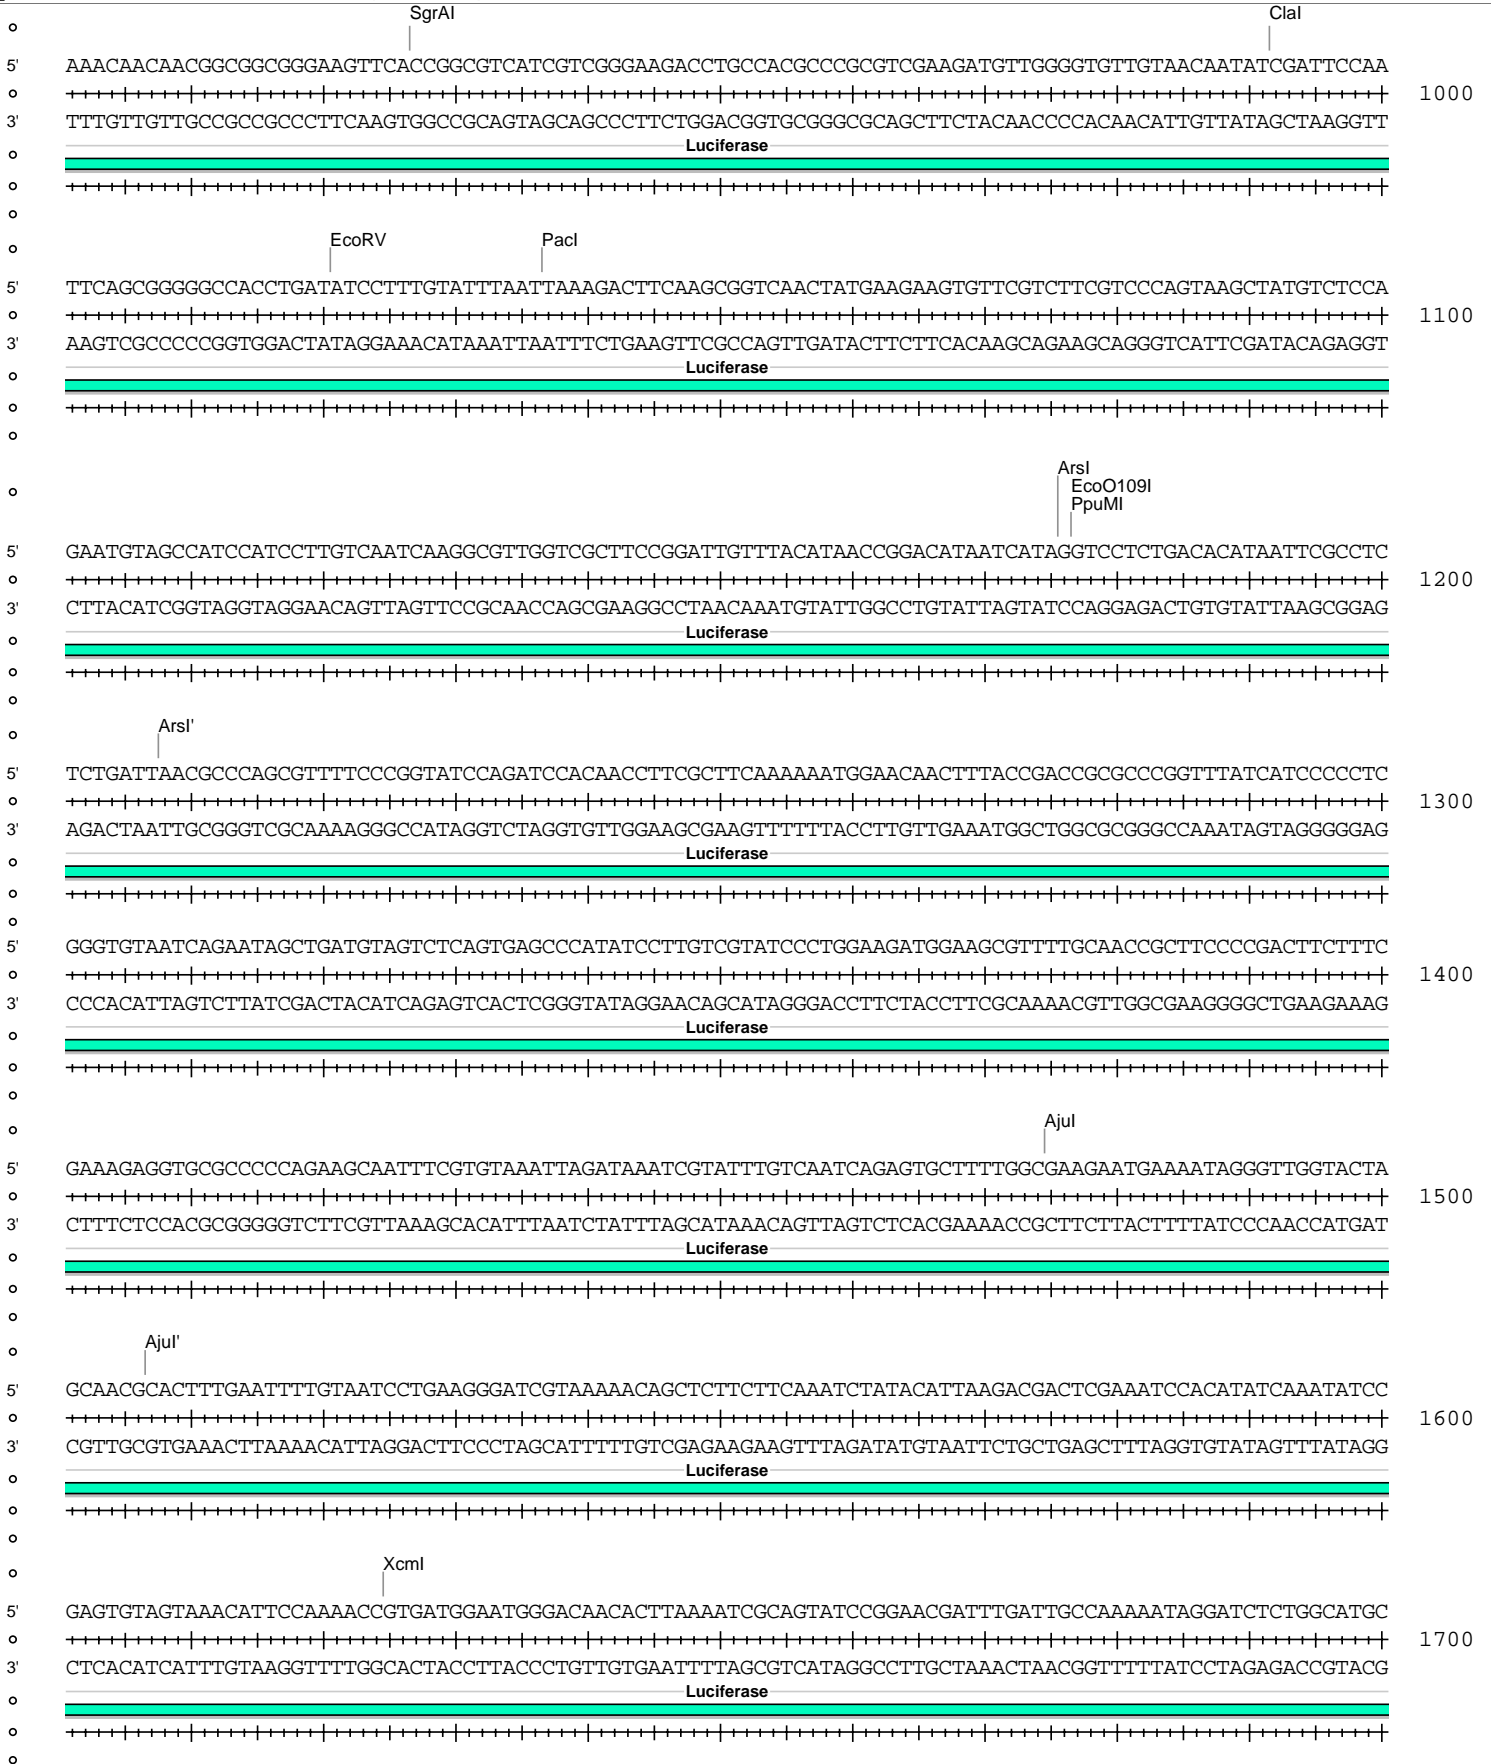 SgrAI ClaI
5' AAACAACAACGGCGGCGGGAAGTTCACCGGCGTCATCGTCGGGAAGACCTGCCACGCCCGCGTCGAAGATGTTGGGGTGTTGTAACAATATCGATTCCAA
1000
3' TTTGTTGTTGCCGCCGCCCTTCAAGTGGCCGCAGTAGCAGCCCTTCTGGACGGTGCGGGCGCAGCTTCTACAACCCCACAACATTGTTATAGCTAAGGTT
Luciferase
EcoRV PacI
5' TTCAGCGGGGGCCACCTGATATCCTTTGTATTTAATTAAAGACTTCAAGCGGTCAACTATGAAGAAGTGTTCGTCTTCGTCCCAGTAAGCTATGTCTCCA
1100
3' AAGTCGCCCCCGGTGGACTATAGGAAACATAAATTAATTTCTGAAGTTCGCCAGTTGATACTTCTTCACAAGCAGAAGCAGGGTCATTCGATACAGAGGT
Luciferase
ArsI
EcoO109I
PpuMI
5' GAATGTAGCCATCCATCCTTGTCAATCAAGGCGTTGGTCGCTTCCGGATTGTTTACATAACCGGACATAATCATAGGTCCTCTGACACATAATTCGCCTC
1200
3' CTTACATCGGTAGGTAGGAACAGTTAGTTCCGCAACCAGCGAAGGCCTAACAAATGTATTGGCCTGTATTAGTATCCAGGAGACTGTGTATTAAGCGGAG
Luciferase
ArsI'
5' TCTGATTAACGCCCAGCGTTTTCCCGGTATCCAGATCCACAACCTTCGCTTCAAAAAATGGAACAACTTTACCGACCGCGCCCGGTTTATCATCCCCCTC
1300
3' AGACTAATTGCGGGTCGCAAAAGGGCCATAGGTCTAGGTGTTGGAAGCGAAGTTTTTTACCTTGTTGAAATGGCTGGCGCGGGCCAAATAGTAGGGGGAG
Luciferase
5' GGGTGTAATCAGAATAGCTGATGTAGTCTCAGTGAGCCCATATCCTTGTCGTATCCCTGGAAGATGGAAGCGTTTTGCAACCGCTTCCCCGACTTCTTTC
1400
3' CCCACATTAGTCTTATCGACTACATCAGAGTCACTCGGGTATAGGAACAGCATAGGGACCTTCTACCTTCGCAAAACGTTGGCGAAGGGGCTGAAGAAAG
Luciferase
AjuI
5' GAAAGAGGTGCGCCCCCAGAAGCAATTTCGTGTAAATTAGATAAATCGTATTTGTCAATCAGAGTGCTTTTGGCGAAGAATGAAAATAGGGTTGGTACTA
1500
3' CTTTCTCCACGCGGGGGTCTTCGTTAAAGCACATTTAATCTATTTAGCATAAACAGTTAGTCTCACGAAAACCGCTTCTTACTTTTATCCCAACCATGAT
Luciferase
AjuI'
5' GCAACGCACTTTGAATTTTGTAATCCTGAAGGGATCGTAAAAACAGCTCTTCTTCAAATCTATACATTAAGACGACTCGAAATCCACATATCAAATATCC
1600
3' CGTTGCGTGAAACTTAAAACATTAGGACTTCCCTAGCATTTTTGTCGAGAAGAAGTTTAGATATGTAATTCTGCTGAGCTTTAGGTGTATAGTTTATAGG
Luciferase
XcmI
5' GAGTGTAGTAAACATTCCAAAACCGTGATGGAATGGGACAACACTTAAAATCGCAGTATCCGGAACGATTTGATTGCCAAAAATAGGATCTCTGGCATGC
1700
3' CTCACATCATTTGTAAGGTTTTGGCACTACCTTACCCTGTTGTGAATTTTAGCGTCATAGGCCTTGCTAAACTAACGGTTTTTATCCTAGAGACCGTACG
Luciferase